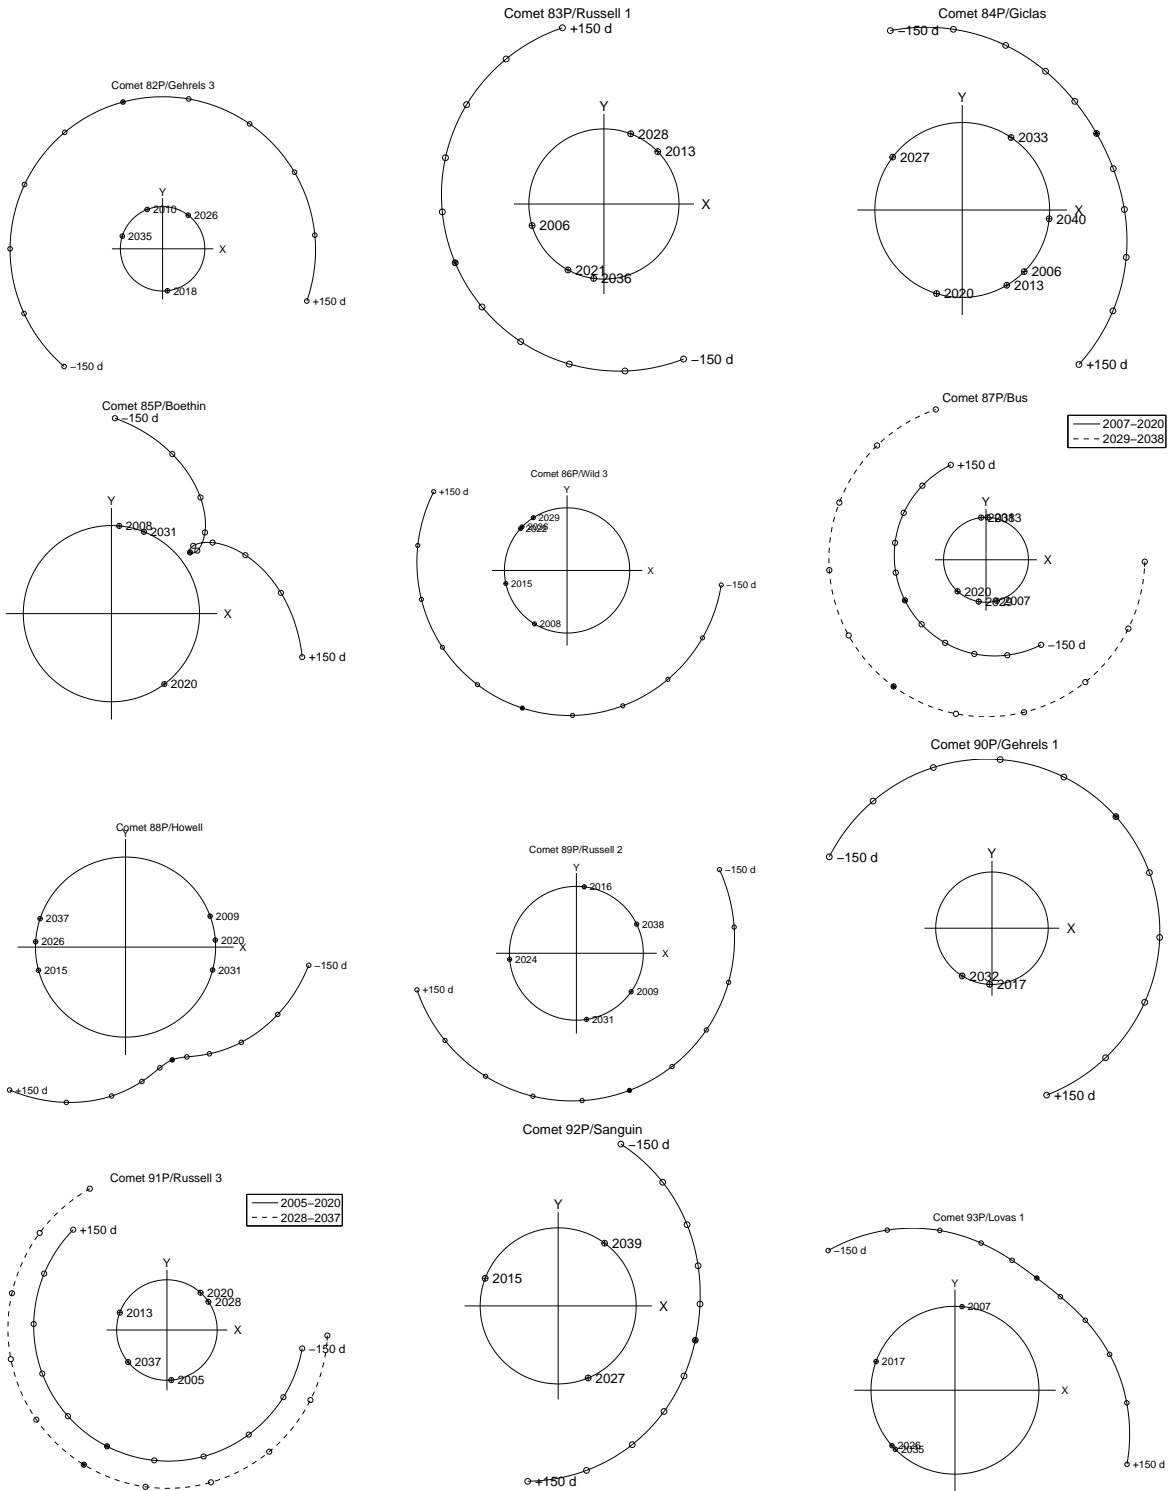 Comet 82P/Gehrels 3
Y
2010
2026
2035
X
2018
+150 d
−150 d
Comet 83P/Russell 1
+150 d
Y
2028
2013
X
2006
2021
2036
−150 d
Comet 84P/Giclas
−150 d
Y
2033
2027
X
2040
2006
2013
2020
+150 d
Comet 85P/Boethin
−150 d
Y
2008
2031
X
+150 d
2020
Comet 86P/Wild 3
Y
+150 d
2029
2036
2022
X
2015
−150 d
2008
Comet 87P/Bus
2007−2020
2029−2038
+150 d
Y
2013
X
2020
2029
2007
−150 d
Comet 88P/Howell
Y
2037
2009
2026
2020
X
2015
2031
−150 d
+150 d
Comet 89P/Russell 2
Y
−150 d
2016
2038
2024
X
+150 d
2009
2031
Comet 90P/Gehrels 1
−150 d
Y
X
2032
2017
+150 d
Comet 91P/Russell 3
2005−2020
2028−2037
+150 d
Y
2020
2028
2013
X
−150 d
2037
2005
Comet 92P/Sanguin
−150 d
Y
2039
2015
X
2027
+150 d
Comet 93P/Lovas 1
−150 d
Y
2007
2017
X
2026
2035
+150 d